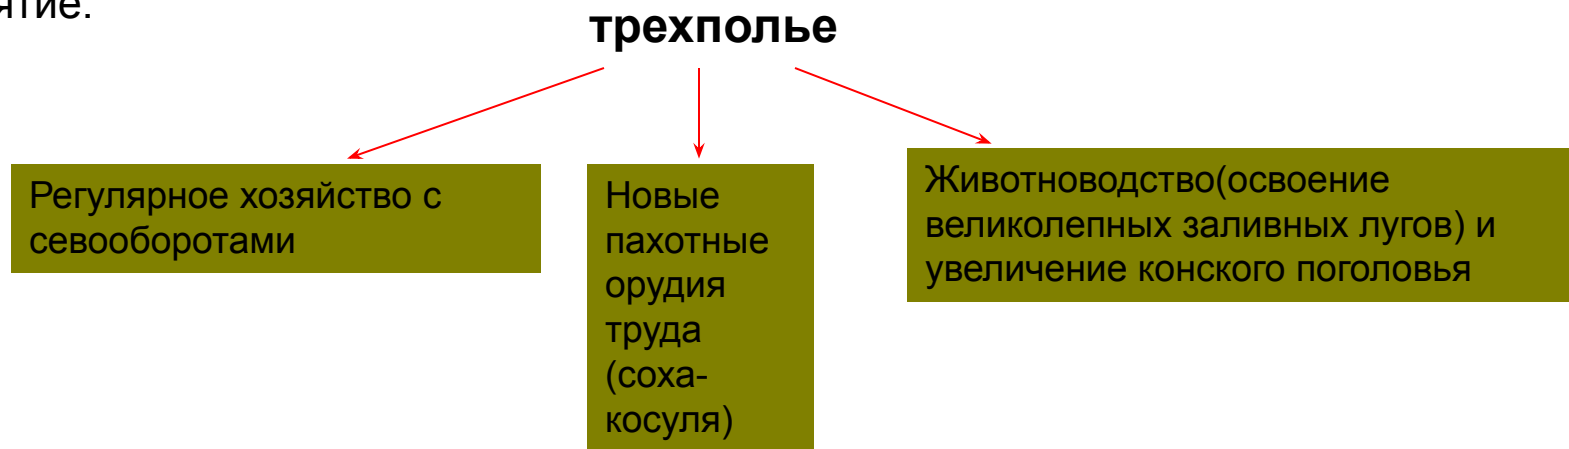 трехполье
Регулярное хозяйство с
севооборотами
Новые
пахотные
орудия
труда
(соха-
косуля)
Животноводство(освоение
великолепных заливных лугов) и
увеличение конского поголовья